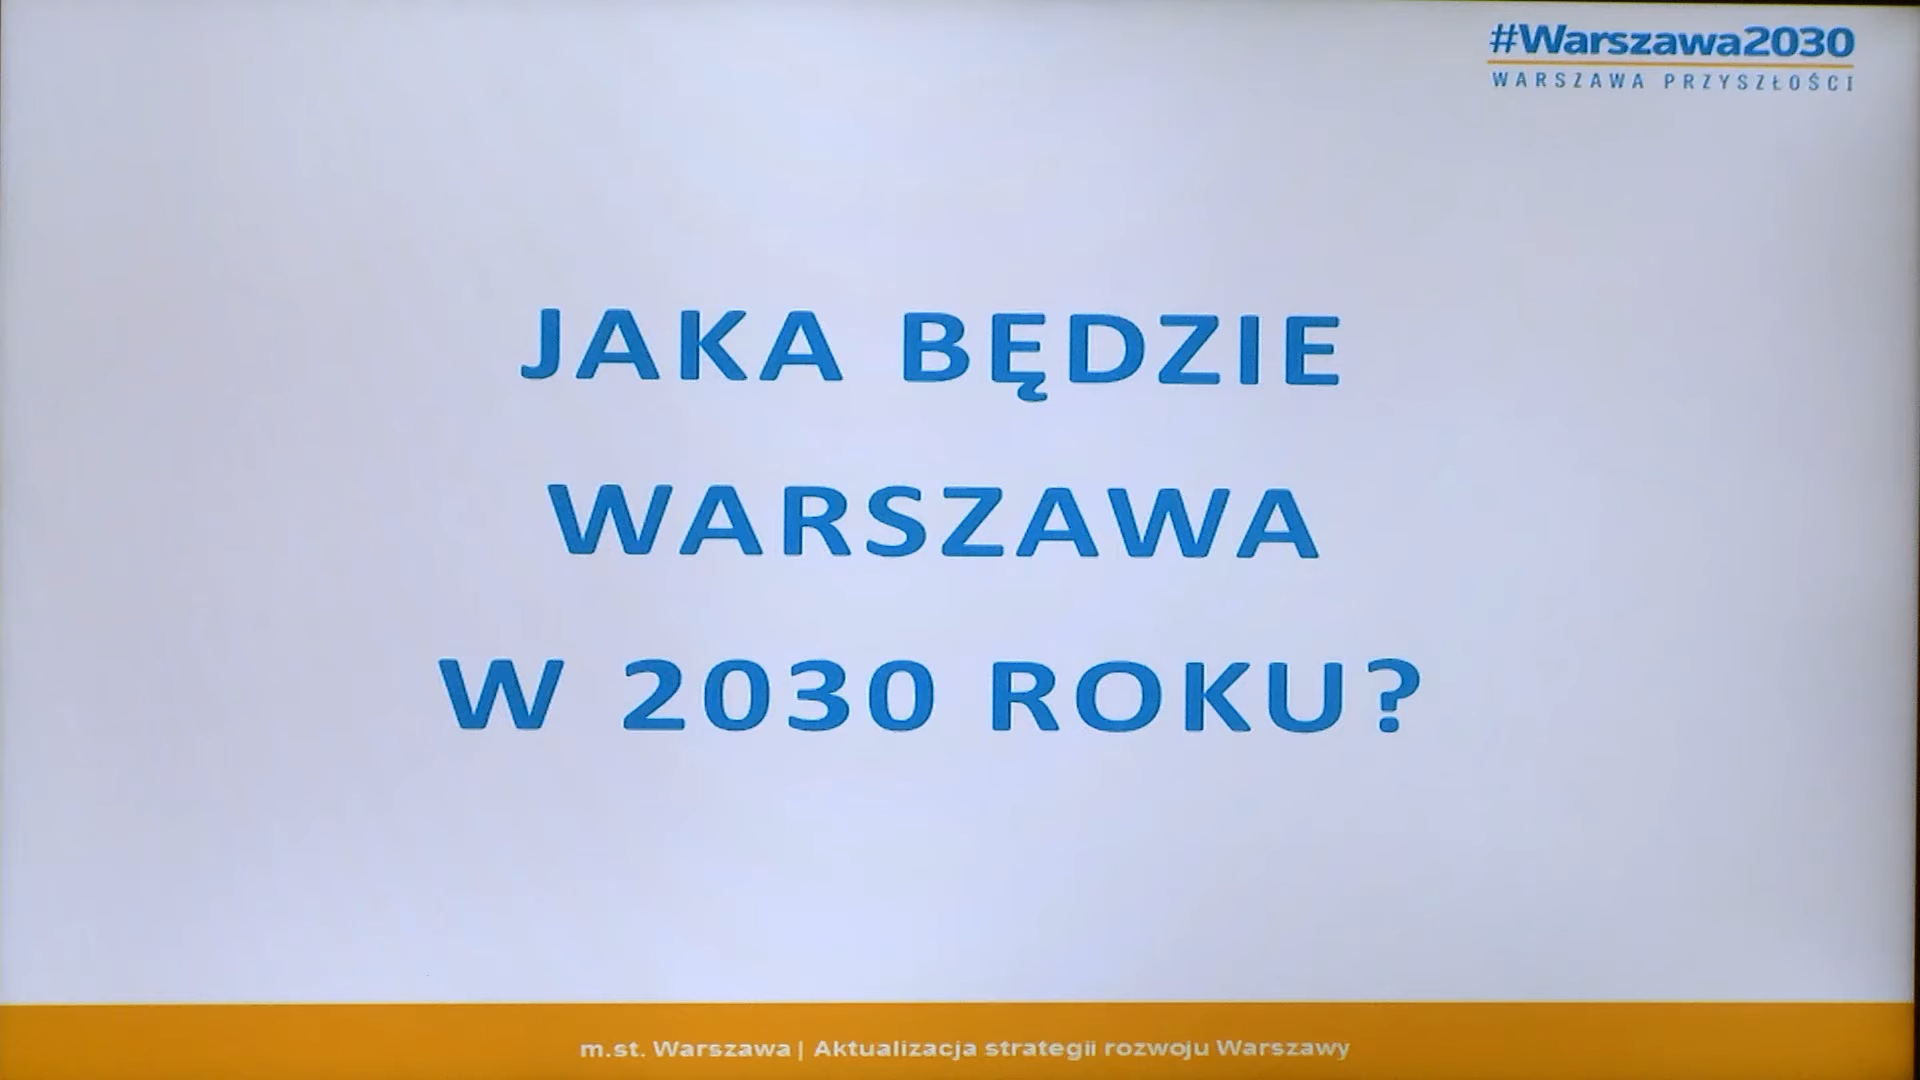 #Warszawa2030
WARSZAWA PRZYSZŁOŚCI
JAKA BĘDZIE
WARSZAWA
W 2030 ROKU?
m.st. Warszawa | Aktualizacja strategii rozwoju Warszawy